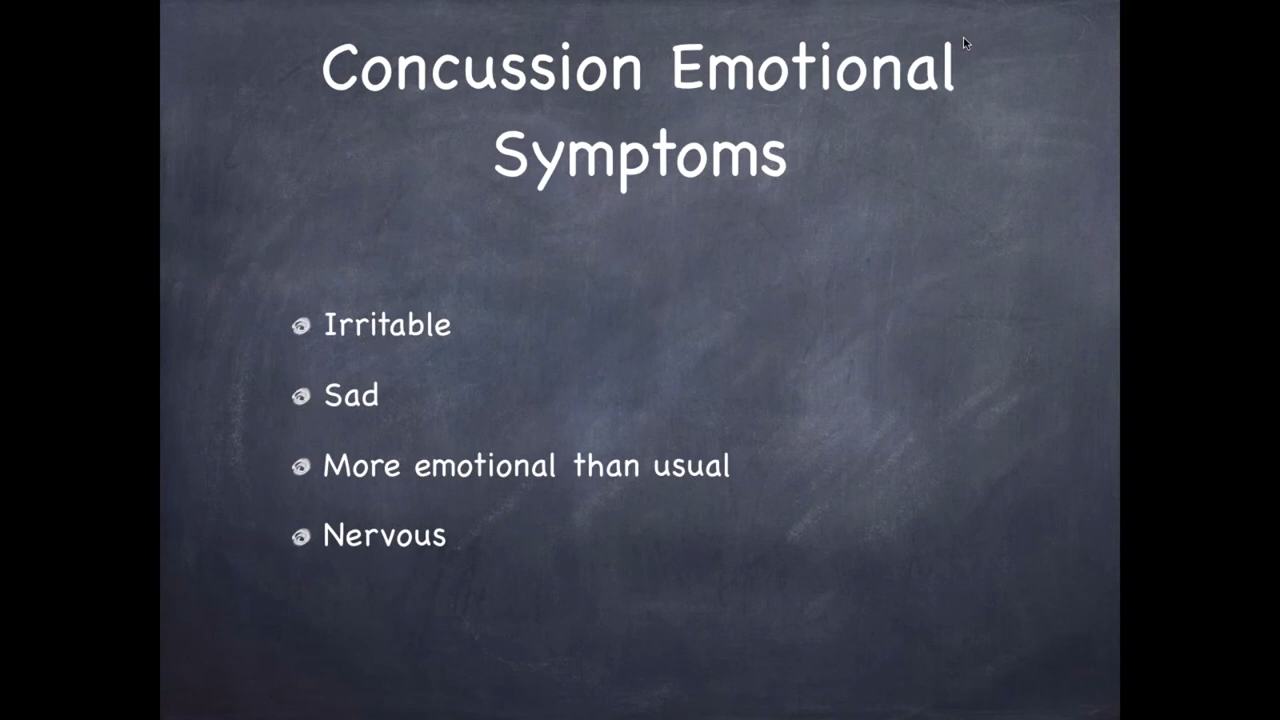 Concussion Emotional
Symptoms
Irritable
Sad
More emotional than usual
Nervous